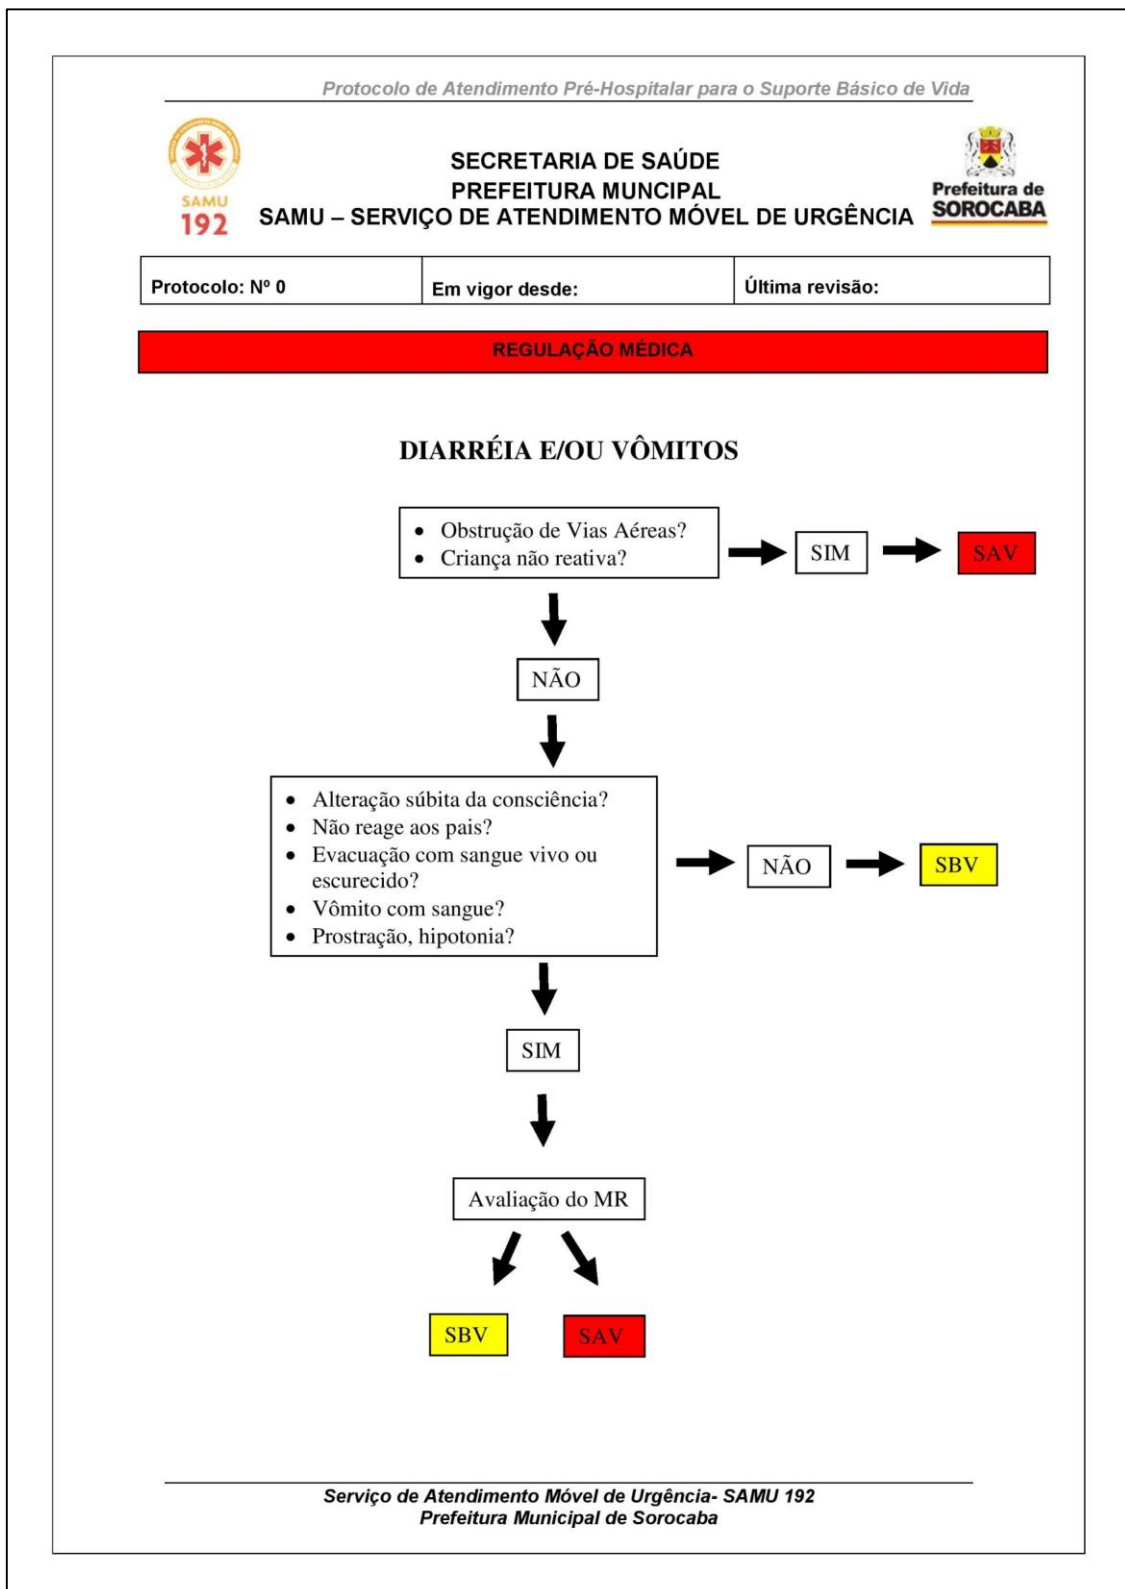 Protocolo de Atendimento Pré-Hospitalar para o Suporte Básico de Vida
SAMU
192
SECRETARIA DE SAÚDE
PREFEITURA MUNCIPAL
SAMU – SERVIÇO DE ATENDIMENTO MÓVEL DE URGÊNCIA
Prefeitura de
SOROCABA
Protocolo: Nº 0
Em vigor desde:
Última revisão:
REGULAÇÃO MÉDICA
DIARRÉIA E/OU VÔMITOS
• Obstrução de Vias Aéreas?
• Criança não reativa?
SIM
SAV
NÃO
• Alteração súbita da consciência?
• Não reage aos pais?
• Evacuação com sangue vivo ou
escurecido?
• Vômito com sangue?
• Prostração, hipotonia?
NÃO
SBV
SIM
Avaliação do MR
SBV
SAV
Serviço de Atendimento Móvel de Urgência- SAMU 192
Prefeitura Municipal de Sorocaba